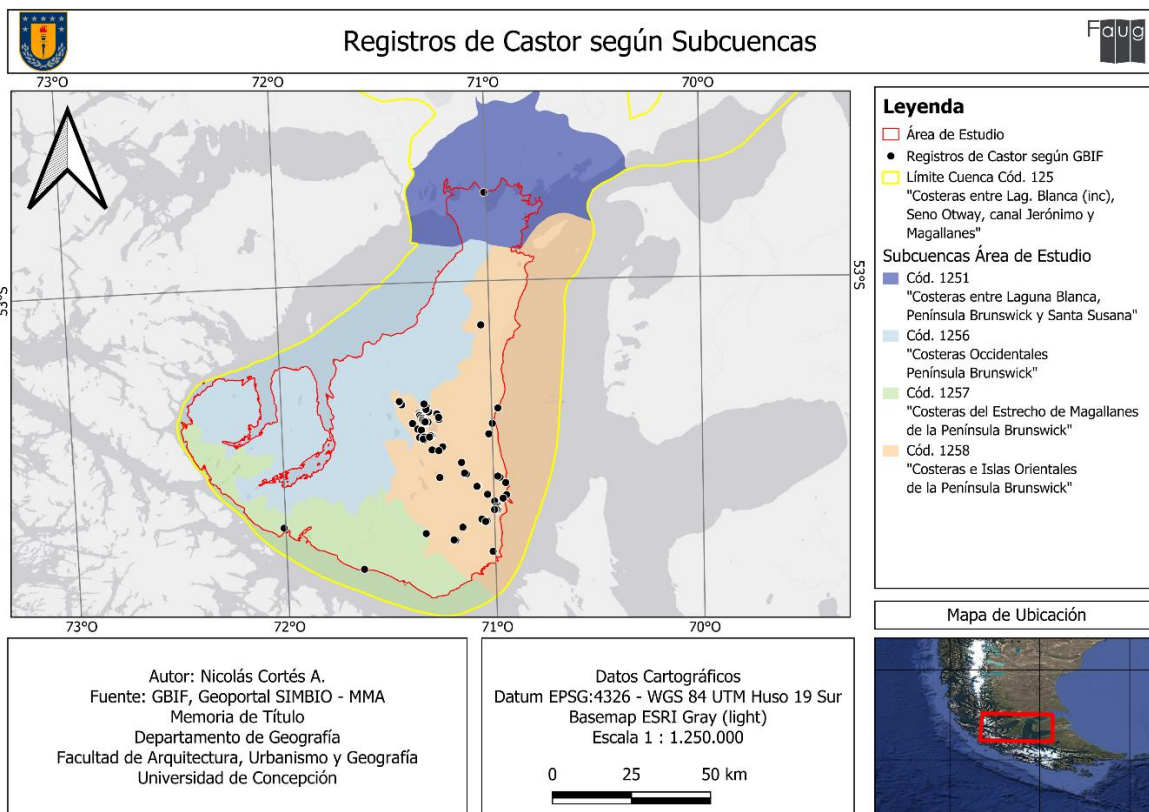 Registros de Castor según Subcuencas
Faug
73°O
72°O
71°O
70°O
53°S
53°S
73°O
72°O
71°O
70°O
Leyenda
Área de Estudio
Registros de Castor según GBIF
Límite Cuenca Cód. 125
"Costeras entre Lag. Blanca (inc),
Seno Otway, canal Jerónimo y
Magallanes"
Subcuencas Área de Estudio
Cód. 1251
"Costeras entre Laguna Blanca,
Península Brunswick y Santa Susana"
Cód. 1256
"Costeras Occidentales
Península Brunswick"
Cód. 1257
"Costeras del Estrecho de Magallanes
de la Península Brunswick"
Cód. 1258
"Costeras e Islas Orientales
de la Península Brunswick"
Mapa de Ubicación
Autor: Nicolás Cortés A.
Fuente: GBIF, Geoportal SIMBIO - MMA
Memoria de Título
Departamento de Geografía
Facultad de Arquitectura, Urbanismo y Geografía
Universidad de Concepción
Datos Cartográficos
Datum EPSG:4326 - WGS 84 UTM Huso 19 Sur
Basemap ESRI Gray (light)
Escala 1 : 1.250.000
0 25 50 km